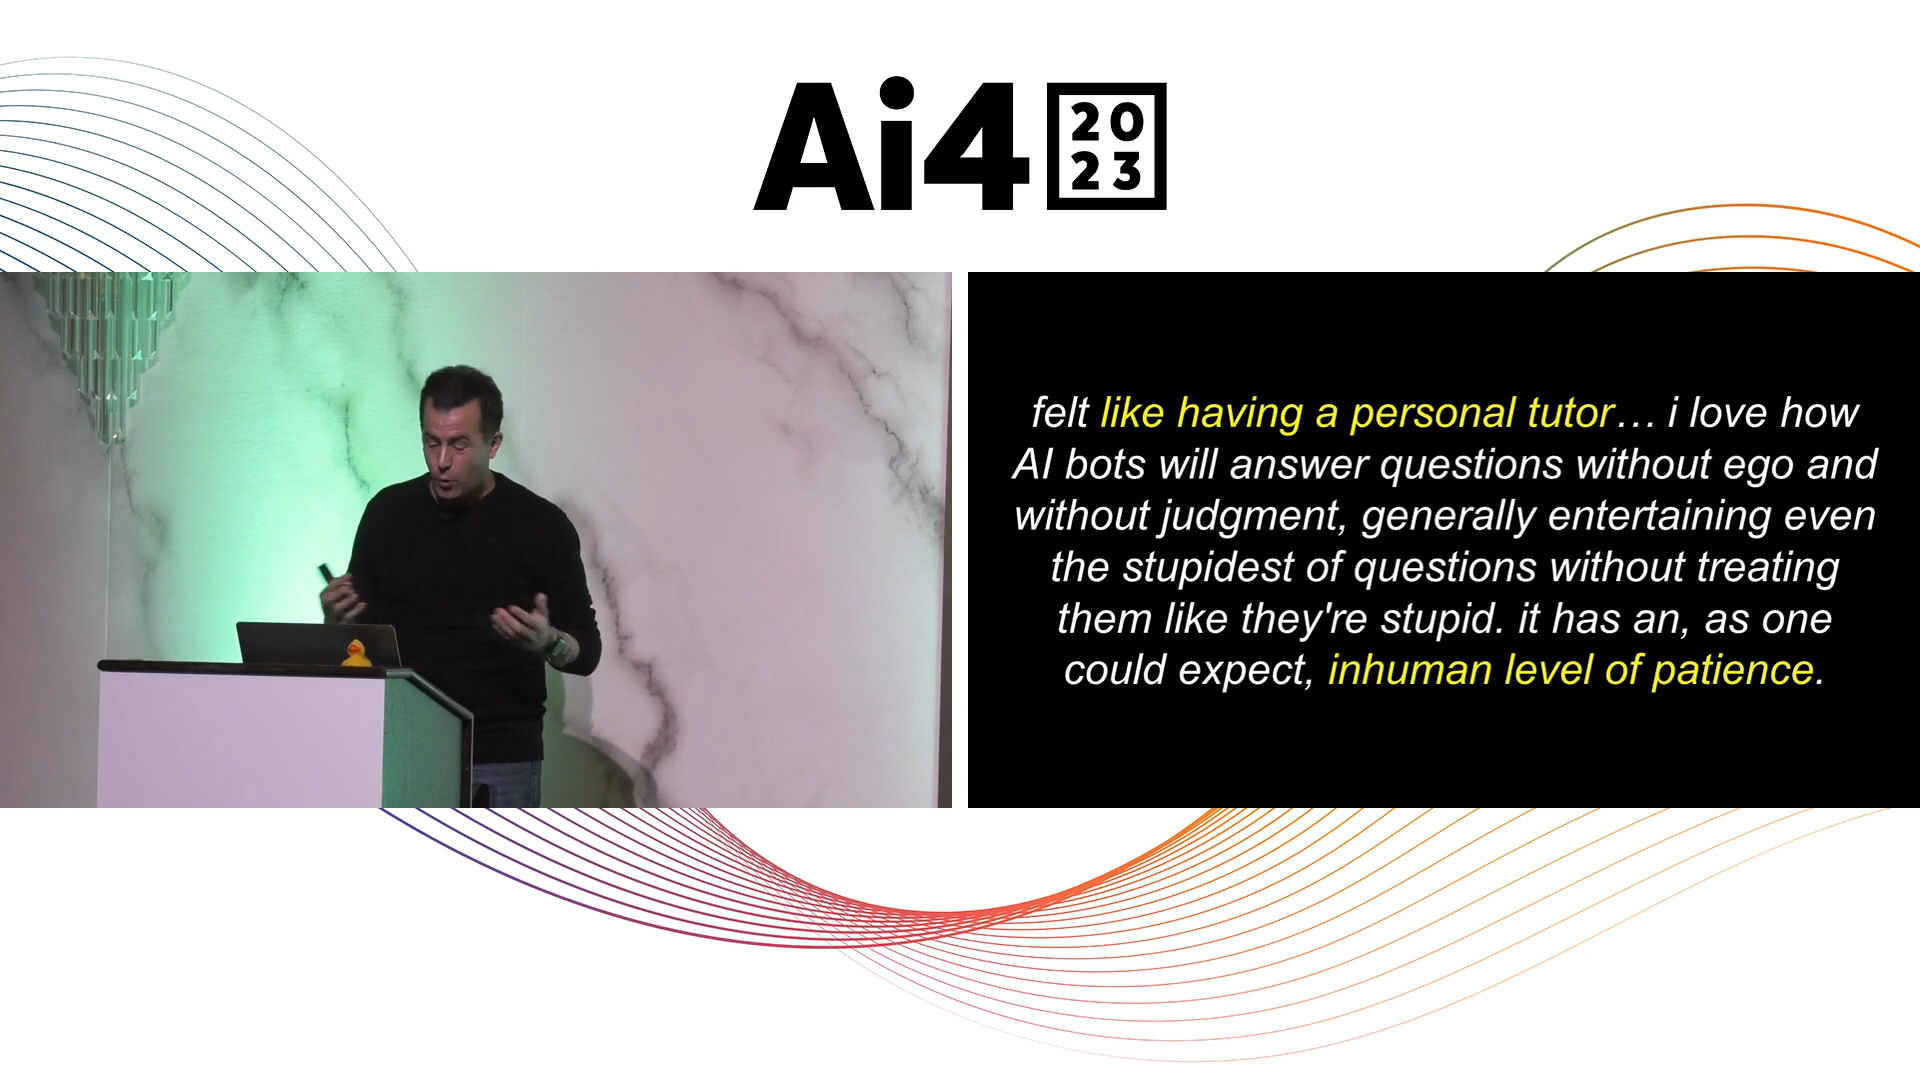 Ai4 20
23
felt like having a personal tutor… i love how
AI bots will answer questions without ego and
without judgment, generally entertaining even
the stupidest of questions without treating
them like they're stupid. it has an, as one
could expect, inhuman level of patience.